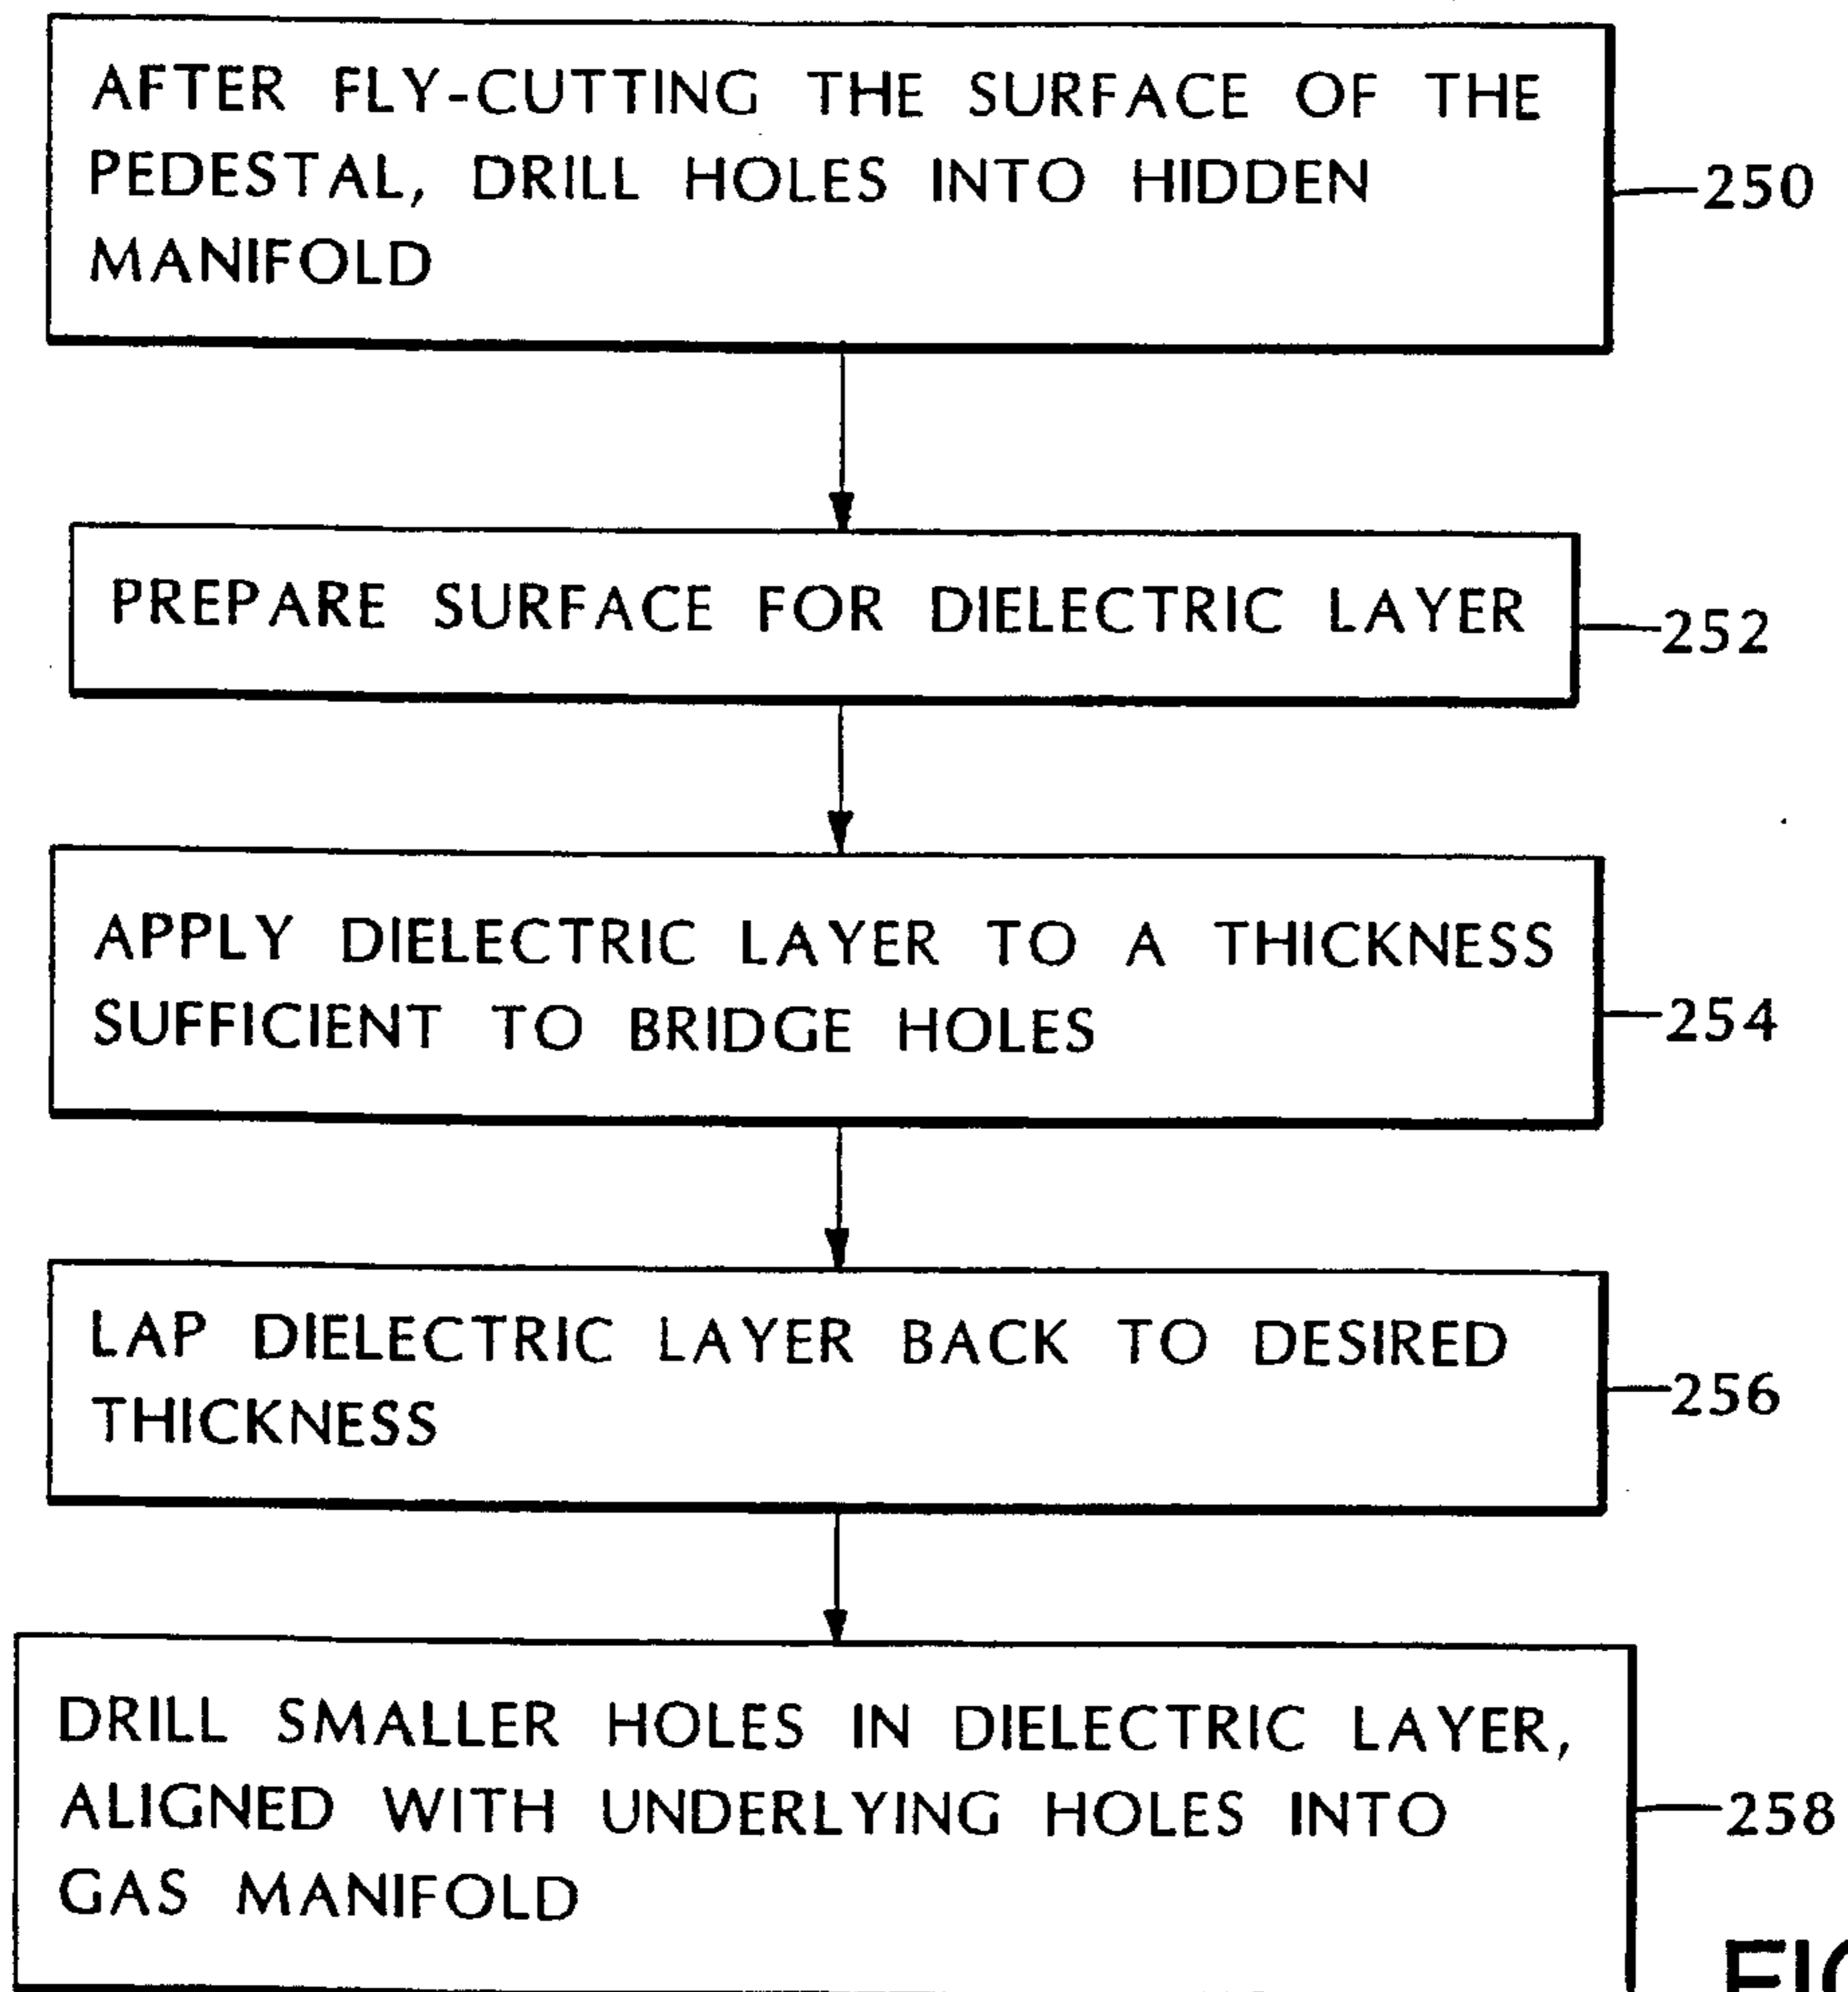 AFTER FLY-CUTTING THE SURFACE OF THE
PEDESTAL, DRILL HOLES INTO HIDDEN
MANIFOLD
250
PREPARE SURFACE FOR DIELECTRIC LAYER
252
APPLY DIELECTRIC LAYER TO A THICKNESS
SUFFICIENT TO BRIDGE HOLES
254
LAP DIELECTRIC LAYER BACK TO DESIRED
THICKNESS
256
DRILL SMALLER HOLES IN DIELECTRIC LAYER,
ALIGNED WITH UNDERLYING HOLES INTO
GAS MANIFOLD
258